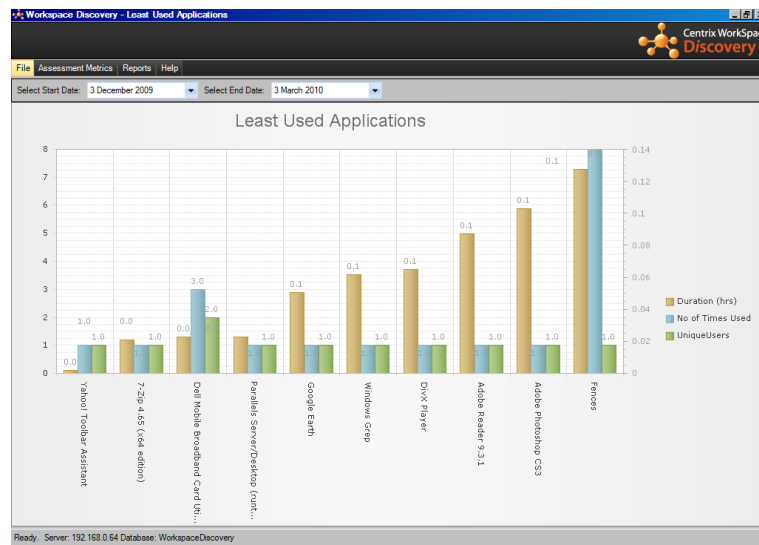 Workspace Discovery - Least Used Applications
Centrix WorkSpac
Discovery
File Assessment Metrics Reports Help
Select Start Date: 3 December 2009 Select End Date: 3 March 2010
Least Used Applications
8 0.14
7 0.12
6 0.1
5 0.08
4 0.06
3 0.04
2 0.02
1 0
0
0.0 1.0 1.0
0.0 1.0
0.0 3.0 2.0
1.0
0.1 1.0
0.1 1.0
0.1 1.0
0.1 1.0
0.1 1.0
0.1 8 1.0
Duration (hrs)
No of Times Used
UniqueUsers
Yahoo! Toolbar Assistant
7-Zip 4.65 (x64 edition)
Dell Mobile Broadband Card Uti...
Parallels Server/Desktop (runt...
Google Earth
Windows Grep
DivX Player
Adobe Reader 9.3.1
Adobe Photoshop CS3
Fences
Ready. Server: 192.168.0.64 Database: WorkspaceDiscovery